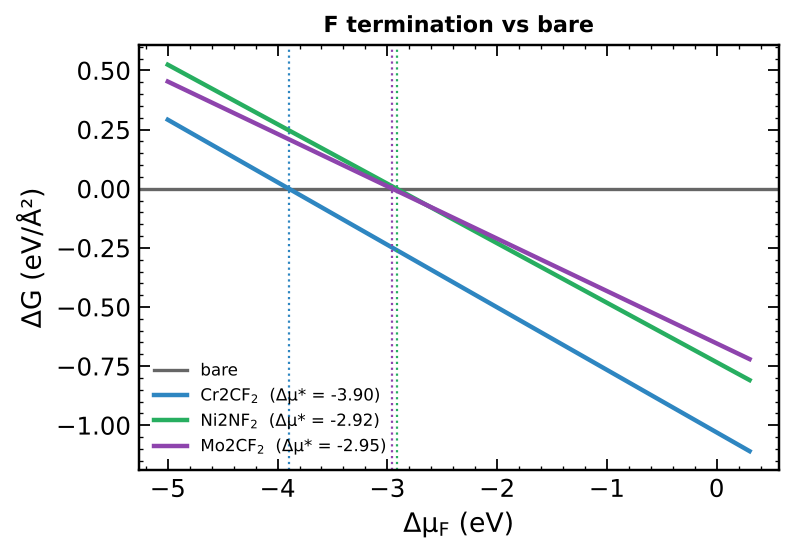 F termination vs bare
ΔG (eV/Å²)
0.50
0.25
0.00
−0.25
−0.50
−0.75
−1.00
bare
Cr2CF₂ (Δμ* = -3.90)
Ni2NF₂ (Δμ* = -2.92)
Mo2CF₂ (Δμ* = -2.95)
−5 −4 −3 −2 −1 0
Δμ_F (eV)